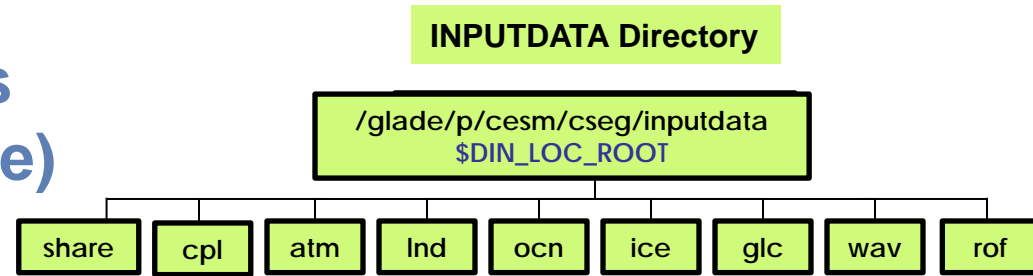 INPUTDATA Directory
s
e)
/glade/p/cesm/cseg/inputdata
$DIN_LOC_ROOT
share cpl atm lnd ocn ice glc wav rof